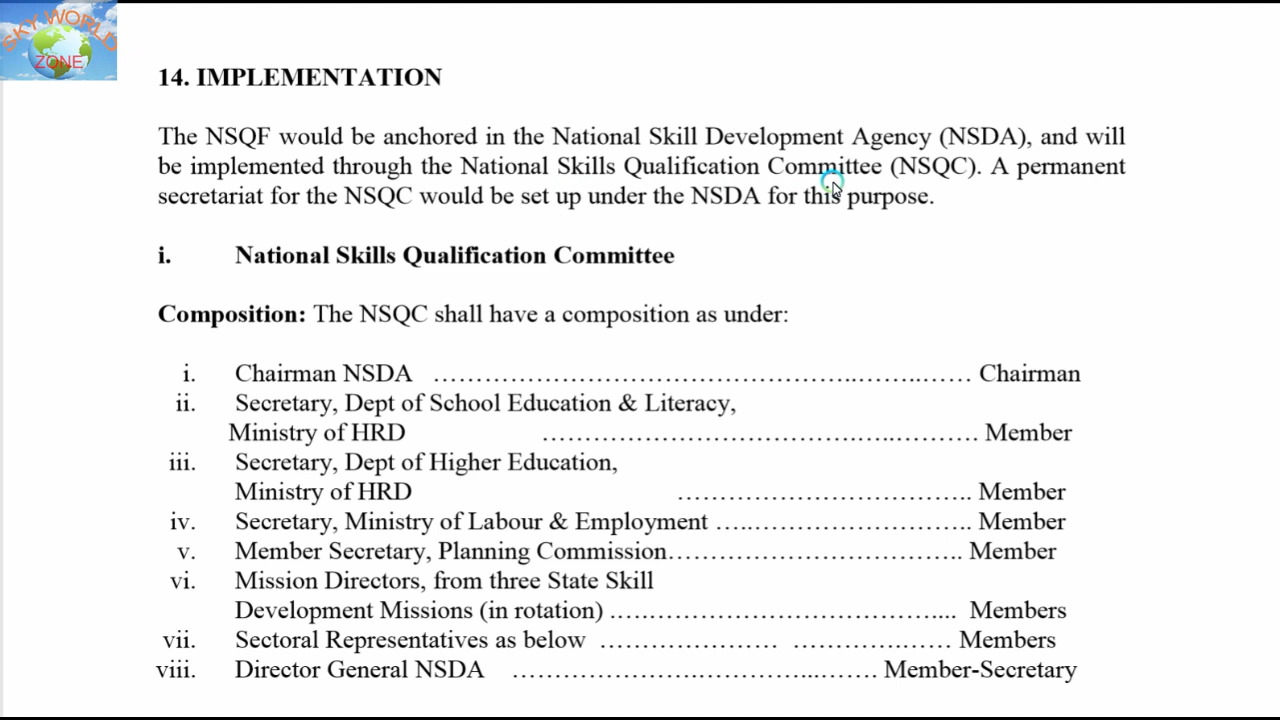 SKY WORLD
ZONE
14. IMPLEMENTATION
The NSQF would be anchored in the National Skill Development Agency (NSDA), and will
be implemented through the National Skills Qualification Committee (NSQC). A permanent
secretariat for the NSQC would be set up under the NSDA for this purpose.
i. National Skills Qualification Committee
Composition: The NSQC shall have a composition as under:
i. Chairman NSDA …………………………………………..……..…… Chairman
ii. Secretary, Dept of School Education & Literacy,
Ministry of HRD ……………………………….…..………. Member
iii. Secretary, Dept of Higher Education,
Ministry of HRD …………………………….. Member
iv. Secretary, Ministry of Labour & Employment …..…………………….. Member
v. Member Secretary, Planning Commission…………………………….. Member
vi. Mission Directors, from three State Skill
Development Missions (in rotation) ….……………………………... Members
vii. Sectoral Representatives as below ………………… ………….…… Members
viii. Director General NSDA ………………….…………...……. Member-Secretary